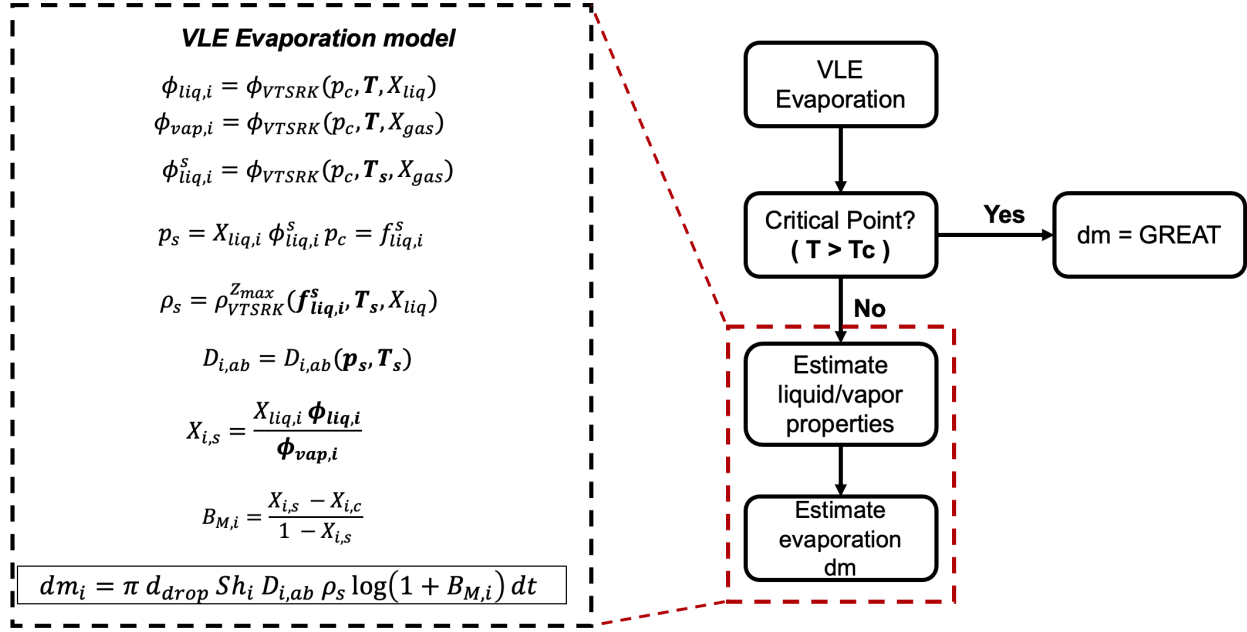 VLE Evaporation model
ϕ_{liq,i} = ϕ_{VTSRK}(p_c, T, X_{liq})
ϕ_{vap,i} = ϕ_{VTSRK}(p_c, T, X_{gas})
ϕ^s_{liq,i} = ϕ_{VTSRK}(p_c, T_s, X_{gas})
p_s = X_{liq,i} ϕ^s_{liq,i} p_c = f^s_{liq,i}
ρ_s = ρ^{Z_{max}}_{VTSRK}(f^s_{liq,i}, T_s, X_{liq})
D_{i,ab} = D_{i,ab}(p_s, T_s)
X_{i,s} = \frac{X_{liq,i} ϕ_{liq,i}}{ϕ_{vap,i}}
B_{M,i} = \frac{X_{i,s} − X_{i,c}}{1 − X_{i,s}}
dm_i = π d_{drop} Sh_i D_{i,ab} ρ_s log(1 + B_{M,i}) dt
VLE
Evaporation
Critical Point?
( T > Tc )
Yes
dm = GREAT
No
Estimate
liquid/vapor
properties
Estimate
evaporation
dm